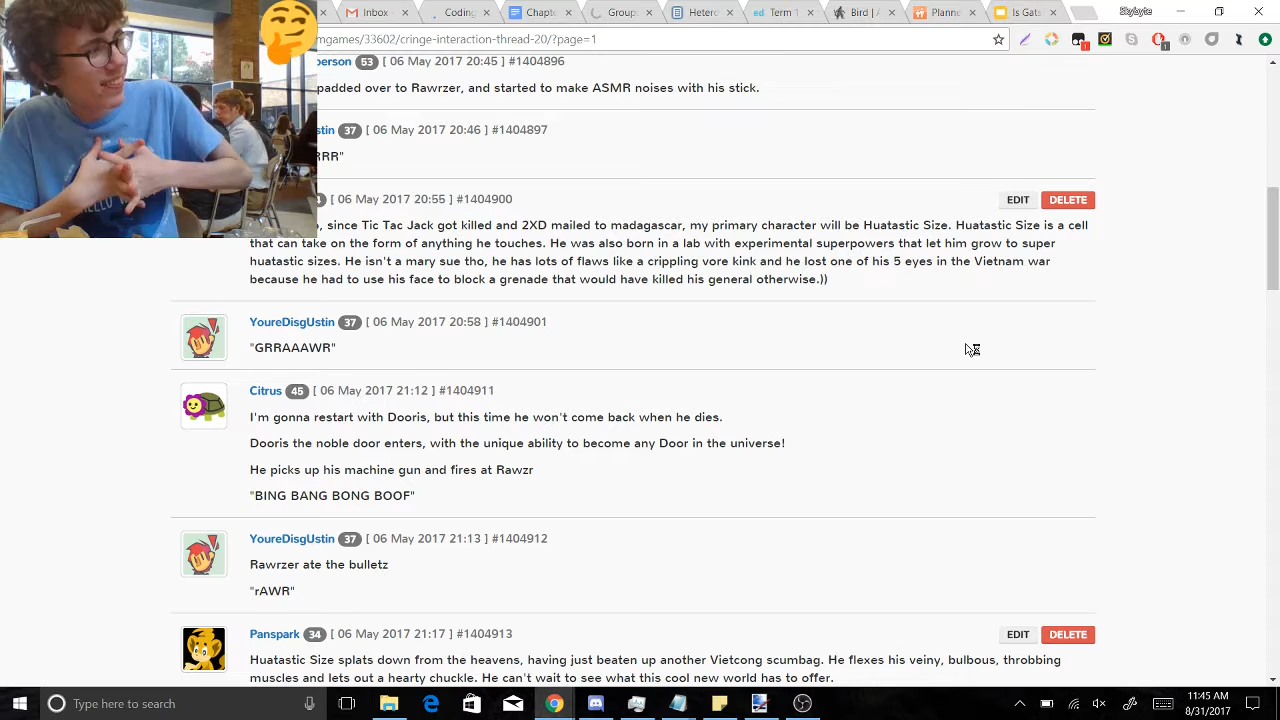 Inbox
Coding
Chapt
Group
Hetch
Term 1
Bird | A
Planne
Is Gats
Skybyte
mgames/33602/cringe-interaction-thread-20/?page=1
person 53 [ 06 May 2017 20:45 ] #1404896
padded over to Rawrzer, and started to make ASMR noises with his stick.
stin 37 [ 06 May 2017 20:46 ] #1404897
RRR"
[ 06 May 2017 20:55 ] #1404900
EDIT DELETE
, since Tic Tac Jack got killed and 2XD mailed to madagascar, my primary character will be Huatastic Size. Huatastic Size is a cell
that can take on the form of anything he touches. He was also born in a lab with experimental superpowers that let him grow to super
huatastic sizes. He isn't a mary sue tho, he has lots of flaws like a crippling vore kink and he lost one of his 5 eyes in the Vietnam war
because he had to use his face to block a grenade that would have killed his general otherwise.))
YoureDisgUstin 37 [ 06 May 2017 20:58 ] #1404901
"GRRAAAWR"
Citrus 45 [ 06 May 2017 21:12 ] #1404911
I'm gonna restart with Dooris, but this time he won't come back when he dies.
Dooris the noble door enters, with the unique ability to become any Door in the universe!
He picks up his machine gun and fires at Rawzr
"BING BANG BONG BOOF"
YoureDisgUstin 37 [ 06 May 2017 21:13 ] #1404912
Rawrzer ate the bulletz
"rAWR"
Panspark 34 [ 06 May 2017 21:17 ] #1404913
EDIT DELETE
Huatastic Size splats down from the heavens, having just beaten up another Vietcong scumbag. He flexes his veiny, bulbous, throbbing
muscles and lets out a hearty chuckle. He can't wait to see what this cool new world has to offer.
Type here to search
11:45 AM
8/31/2017